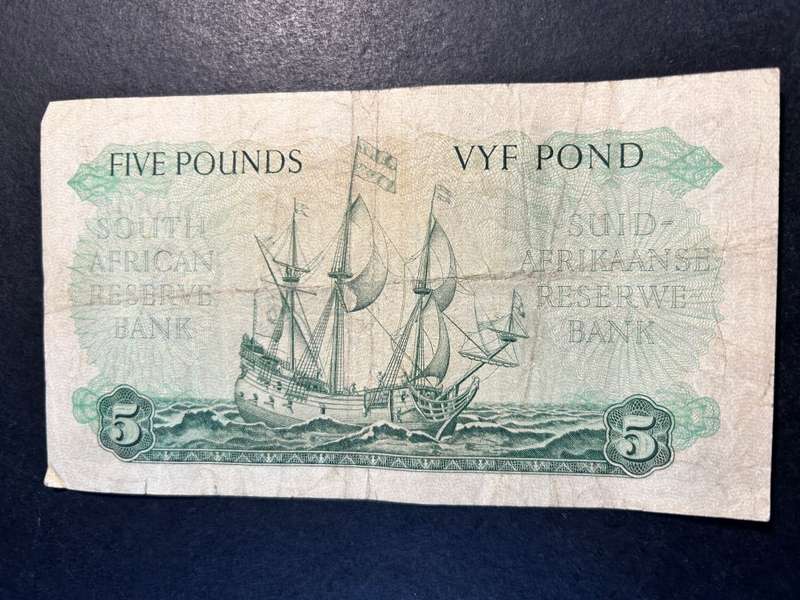 FIVE POUNDS
VYF POND
SOUTH
AFRICAN
RESERVE
BANK
SUID-
AFRIKAANSE
RESERWE-
BANK
5
5